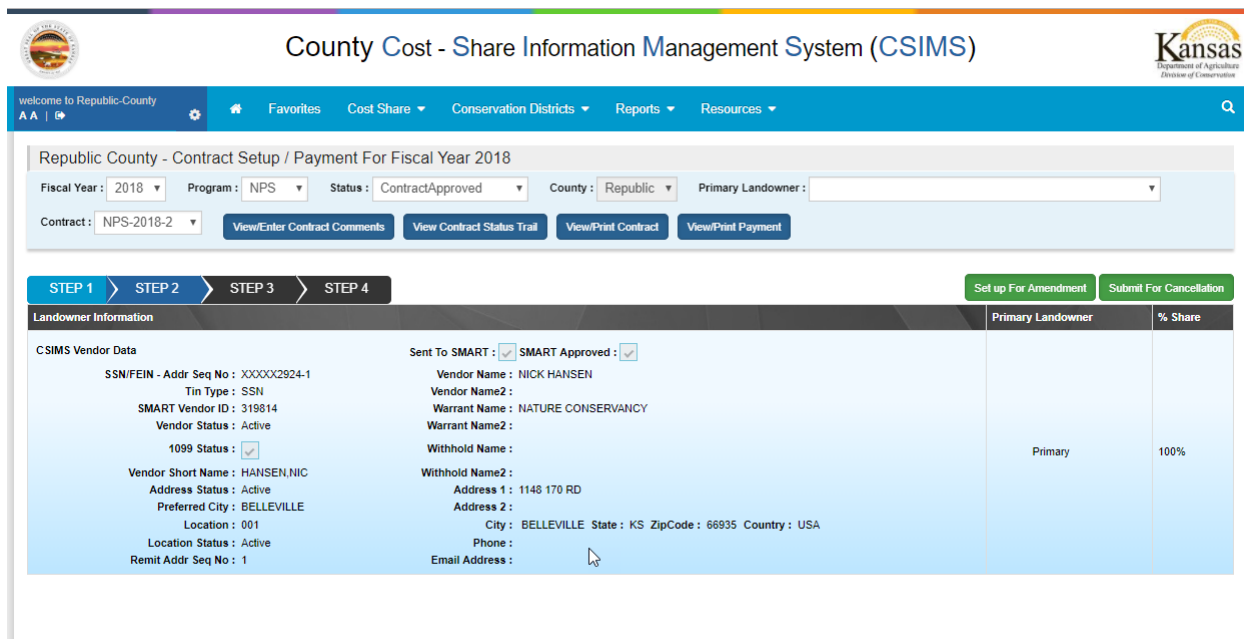 County Cost - Share Information Management System (CSIMS)
Kansas
Department of Agriculture
Division of Conservation
welcome to Republic-County
A A |
Favorites Cost Share Conservation Districts Reports Resources
Republic County - Contract Setup / Payment For Fiscal Year 2018
Fiscal Year : 2018 Program : NPS Status : ContractApproved County : Republic Primary Landowner :
Contract : NPS-2018-2 View/Enter Contract Comments View Contract Status Trail View/Print Contract View/Print Payment
STEP 1 STEP 2 STEP 3 STEP 4 Set up For Amendment Submit For Cancellation
Landowner Information Primary Landowner % Share
CSIMS Vendor Data Sent To SMART : SMART Approved :
SSN/FEIN - Addr Seq No : XXXXX2924-1 Vendor Name : NICK HANSEN
Tin Type : SSN Vendor Name2 :
SMART Vendor ID : 319814 Warrant Name : NATURE CONSERVANCY
Vendor Status : Active Warrant Name2 :
1099 Status : Withhold Name : Primary 100%
Vendor Short Name : HANSEN,NIC Withhold Name2 :
Address Status : Active Address 1 : 1148 170 RD
Preferred City : BELLEVILLE Address 2 :
Location : 001 City : BELLEVILLE State : KS ZipCode : 66935 Country : USA
Location Status : Active Phone :
Remit Addr Seq No : 1 Email Address :